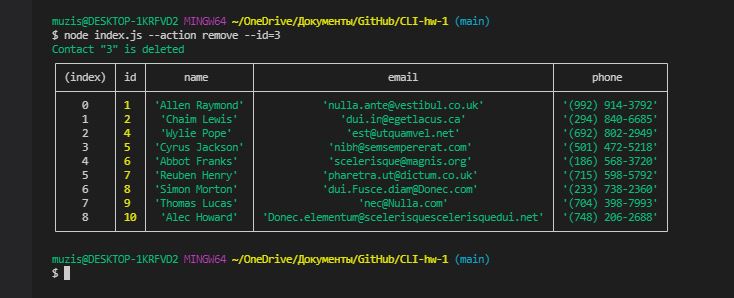 muzis@DESKTOP-1KRFVD2 MINGW64 ~/OneDrive/Документы/GitHub/CLI-hw-1 (main)
$ node index.js --action remove --id=3
Contact "3" is deleted
(index) id name email phone
0 1 'Allen Raymond' 'nulla.ante@vestibul.co.uk' '(992) 914-3792'
1 2 'Chaim Lewis' 'dui.in@egetlacus.ca' '(294) 840-6685'
2 4 'Wylie Pope' 'est@utquamvel.net' '(692) 802-2949'
3 5 'Cyrus Jackson' 'nibh@semsempererat.com' '(501) 472-5218'
4 6 'Abbot Franks' 'scelerisque@magnis.org' '(186) 568-3720'
5 7 'Reuben Henry' 'pharetra.ut@dictum.co.uk' '(715) 598-5792'
6 8 'Simon Morton' 'dui.Fusce.diam@Donec.com' '(233) 738-2360'
7 9 'Thomas Lucas' 'nec@Nulla.com' '(704) 398-7993'
8 10 'Alec Howard' 'Donec.elementum@scelerisquescelerisquedui.net' '(748) 206-2688'
muzis@DESKTOP-1KRFVD2 MINGW64 ~/OneDrive/Документы/GitHub/CLI-hw-1 (main)
$